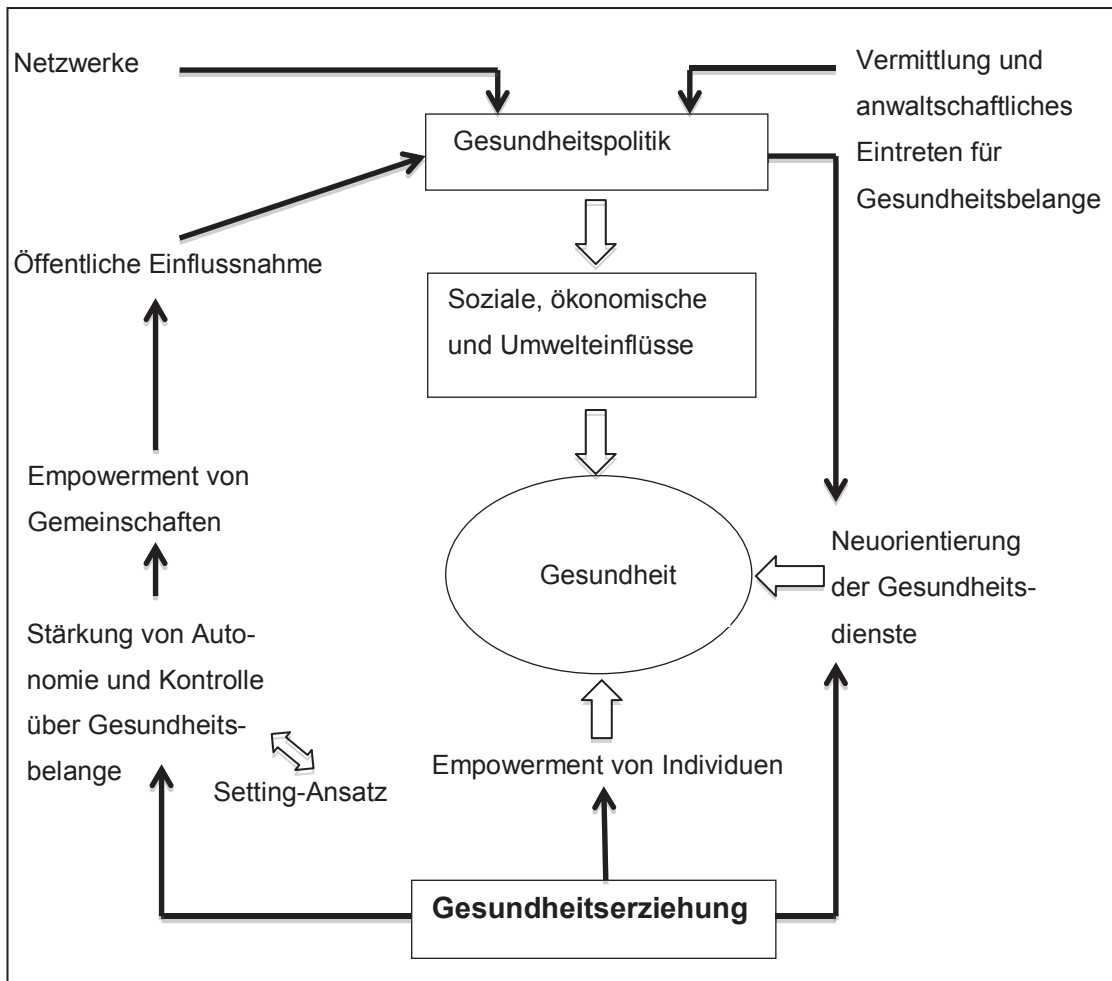 Netzwerke
Vermittlung und
anwaltschaftliches
Eintreten für
Gesundheitsbelange
Gesundheitspolitik
Öffentliche Einflussnahme
Soziale, ökonomische
und Umwelteinflüsse
Empowerment von
Gemeinschaften
Gesundheit
Neuorientierung
der Gesundheits-
dienste
Stärkung von Auto-
nomie und Kontrolle
über Gesundheits-
belange
Setting-Ansatz
Empowerment von Individuen
Gesundheitserziehung